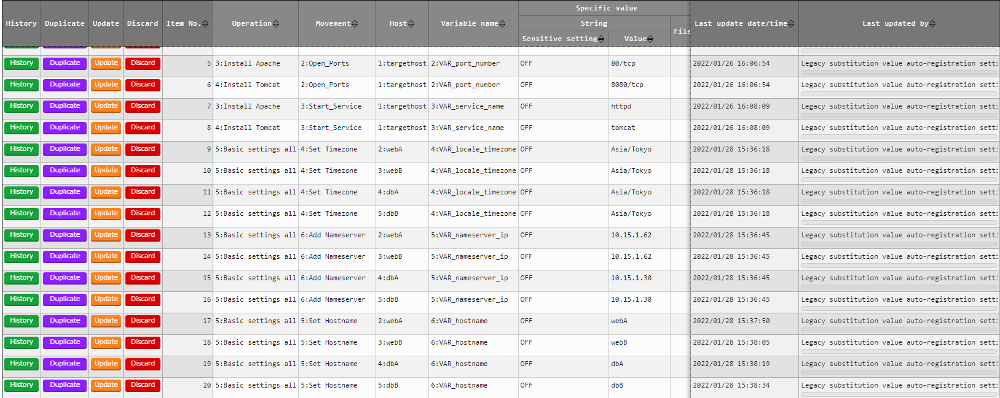 History Duplicate Update Discard Item No. Operation Movement Host Variable name Specific value Last update date/time Last updated by
String File
Sensitive setting Value
History Duplicate Update Discard 5 3:Install Apache 2:Open_Ports 1:targethost 2:VAR_port_number OFF 80/tcp 2022/01/26 16:06:54 Legacy substitution value auto-registration setti
History Duplicate Update Discard 6 4:Install Tomcat 2:Open_Ports 1:targethost 2:VAR_port_number OFF 8080/tcp 2022/01/26 16:06:54 Legacy substitution value auto-registration setti
History Duplicate Update Discard 7 3:Install Apache 3:Start_Service 1:targethost 3:VAR_service_name OFF httpd 2022/01/26 16:08:09 Legacy substitution value auto-registration setti
History Duplicate Update Discard 8 4:Install Tomcat 3:Start_Service 1:targethost 3:VAR_service_name OFF tomcat 2022/01/26 16:08:09 Legacy substitution value auto-registration setti
History Duplicate Update Discard 9 5:Basic settings all 4:Set Timezone 2:webA 4:VAR_locale_timezone OFF Asia/Tokyo 2022/01/28 15:36:18 Legacy substitution value auto-registration setti
History Duplicate Update Discard 10 5:Basic settings all 4:Set Timezone 3:webB 4:VAR_locale_timezone OFF Asia/Tokyo 2022/01/28 15:36:18 Legacy substitution value auto-registration setti
History Duplicate Update Discard 11 5:Basic settings all 4:Set Timezone 4:dbA 4:VAR_locale_timezone OFF Asia/Tokyo 2022/01/28 15:36:18 Legacy substitution value auto-registration setti
History Duplicate Update Discard 12 5:Basic settings all 4:Set Timezone 5:dbB 4:VAR_locale_timezone OFF Asia/Tokyo 2022/01/28 15:36:18 Legacy substitution value auto-registration setti
History Duplicate Update Discard 13 5:Basic settings all 6:Add Nameserver 2:webA 5:VAR_nameserver_ip OFF 10.15.1.62 2022/01/28 15:36:45 Legacy substitution value auto-registration setti
History Duplicate Update Discard 14 5:Basic settings all 6:Add Nameserver 3:webB 5:VAR_nameserver_ip OFF 10.15.1.62 2022/01/28 15:36:45 Legacy substitution value auto-registration setti
History Duplicate Update Discard 15 5:Basic settings all 6:Add Nameserver 4:dbA 5:VAR_nameserver_ip OFF 10.15.1.30 2022/01/28 15:36:45 Legacy substitution value auto-registration setti
History Duplicate Update Discard 16 5:Basic settings all 6:Add Nameserver 5:dbB 5:VAR_nameserver_ip OFF 10.15.1.30 2022/01/28 15:36:45 Legacy substitution value auto-registration setti
History Duplicate Update Discard 17 5:Basic settings all 5:Set Hostname 2:webA 6:VAR_hostname OFF webA 2022/01/28 15:37:50 Legacy substitution value auto-registration setti
History Duplicate Update Discard 18 5:Basic settings all 5:Set Hostname 3:webB 6:VAR_hostname OFF webB 2022/01/28 15:38:05 Legacy substitution value auto-registration setti
History Duplicate Update Discard 19 5:Basic settings all 5:Set Hostname 4:dbA 6:VAR_hostname OFF dbA 2022/01/28 15:38:19 Legacy substitution value auto-registration setti
History Duplicate Update Discard 20 5:Basic settings all 5:Set Hostname 5:dbB 6:VAR_hostname OFF dbB 2022/01/28 15:38:34 Legacy substitution value auto-registration setti